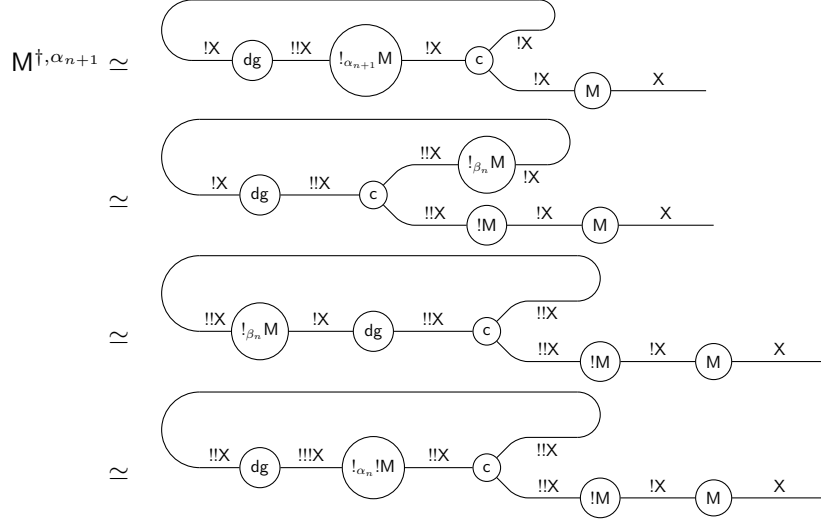 !X
M†,αn+1 ≃ !X dg !!X !αn+1M !X c
!X M X
!!X !βnM
!X
≃ !X dg !!X c
!!X !M !X M X
≃ !!X !βnM !X dg !!X c
!!X
!!X !M !X M X
≃ !!X dg !!!X !αn!M !!X c
!!X
!!X !M !X M X